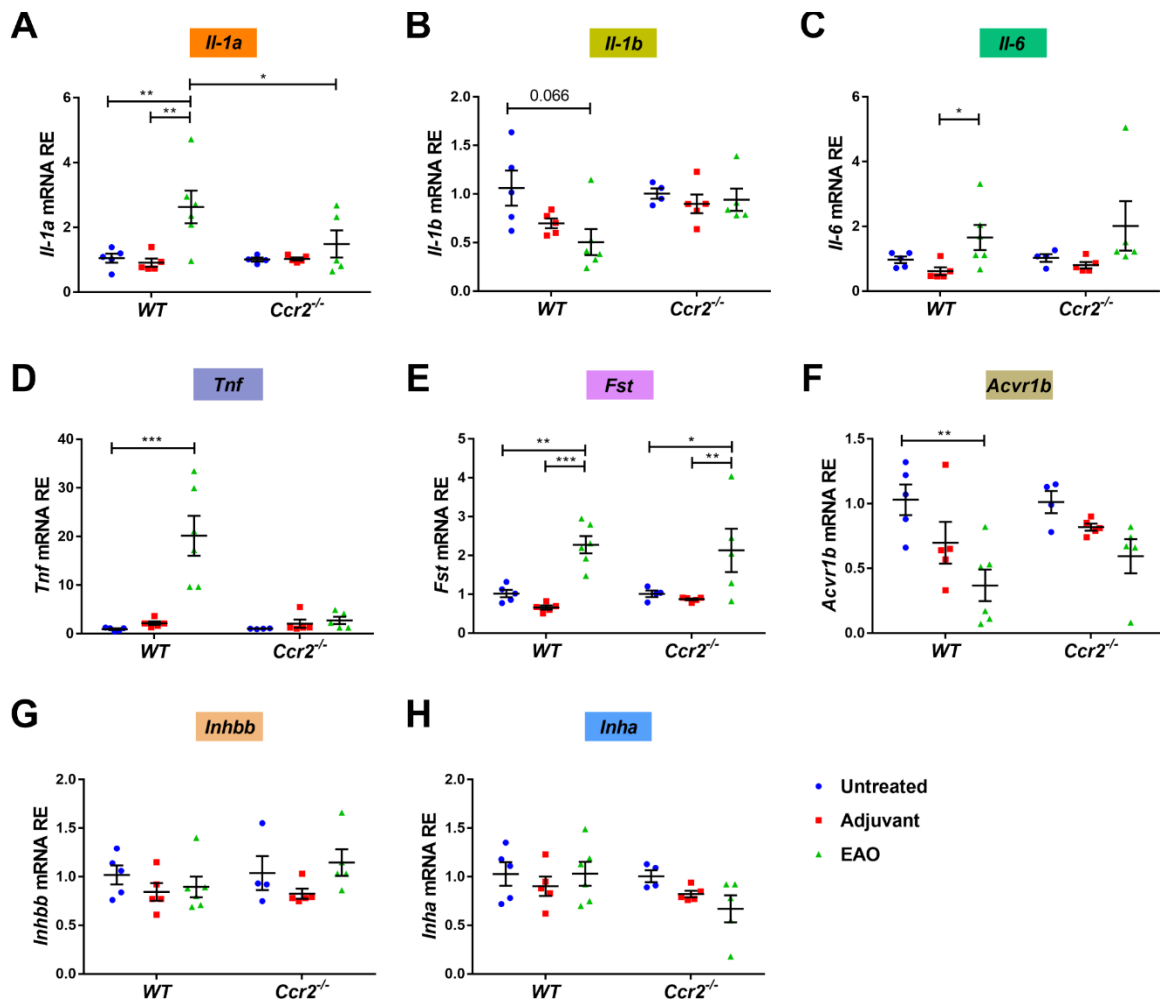 A
Il-1a
**
**
*
Il-1a mRNA RE
6
4
2
0
WT
Ccr2-/-
B
Il-1b
0.066
Il-1b mRNA RE
2.0
1.5
1.0
0.5
0.0
WT
Ccr2-/-
C
Il-6
*
Il-6 mRNA RE
6
4
2
0
WT
Ccr2-/-
D
Tnf
***
Tnf mRNA RE
40
30
20
10
0
WT
Ccr2-/-
E
Fst
**
***
*
**
Fst mRNA RE
5
4
3
2
1
0
WT
Ccr2-/-
F
Acvr1b
**
Acvr1b mRNA RE
1.5
1.0
0.5
0.0
WT
Ccr2-/-
G
Inhbb
Inhbb mRNA RE
2.0
1.5
1.0
0.5
0.0
WT
Ccr2-/-
H
Inha
Inha mRNA RE
2.0
1.5
1.0
0.5
0.0
WT
Ccr2-/-
Untreated
Adjuvant
EAO